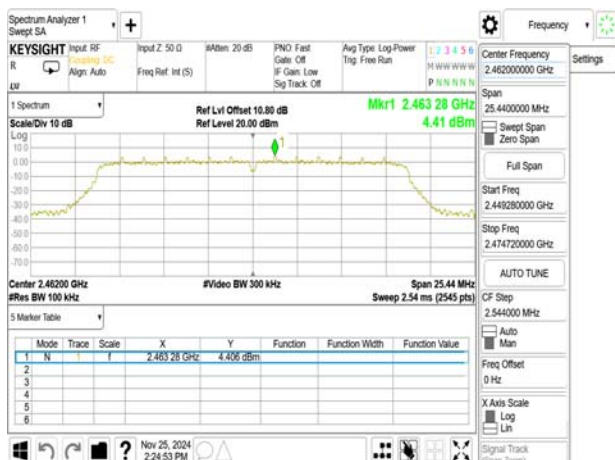 Spectrum Analyzer 1
Swept SA
+
Frequency
Settings
KEYSIGHT
R
Input: RF
Coupling: DC
Align: Auto
Input Z: 50 Ω
Freq Ref: Int (S)
#Atten: 20 dB
PNO: Fast
Gate: Off
IF Gain: Low
Sig Track: Off
Avg Type: Log-Power
Trig: Free Run
1 2 3 4 5 6
M W W W W W
P N N N N N
1 Spectrum
Scale/Div 10 dB
Ref Lvl Offset 10.80 dB
Ref Level 20.00 dBm
Mkr1 2.463 28 GHz
4.41 dBm
Log
10.0
0.00
-10.0
-20.0
-30.0
-40.0
-50.0
-60.0
-70.0
1
Center 2.46200 GHz
#Res BW 100 kHz
#Video BW 300 kHz
Span 25.44 MHz
Sweep 2.54 ms (2545 pts)
5 Marker Table
Mode Trace Scale X Y Function Function Width Function Value
1 N 1 f 2.463 28 GHz 4.406 dBm
2
3
4
5
6
Nov 25, 2024
2:24:53 PM
Center Frequency
2.462000000 GHz
Span
25.4400000 MHz
Swept Span
Zero Span
Full Span
Start Freq
2.449280000 GHz
Stop Freq
2.474720000 GHz
AUTO TUNE
CF Step
2.544000 MHz
Auto
Man
Freq Offset
0 Hz
X Axis Scale
Log
Lin
Signal Track